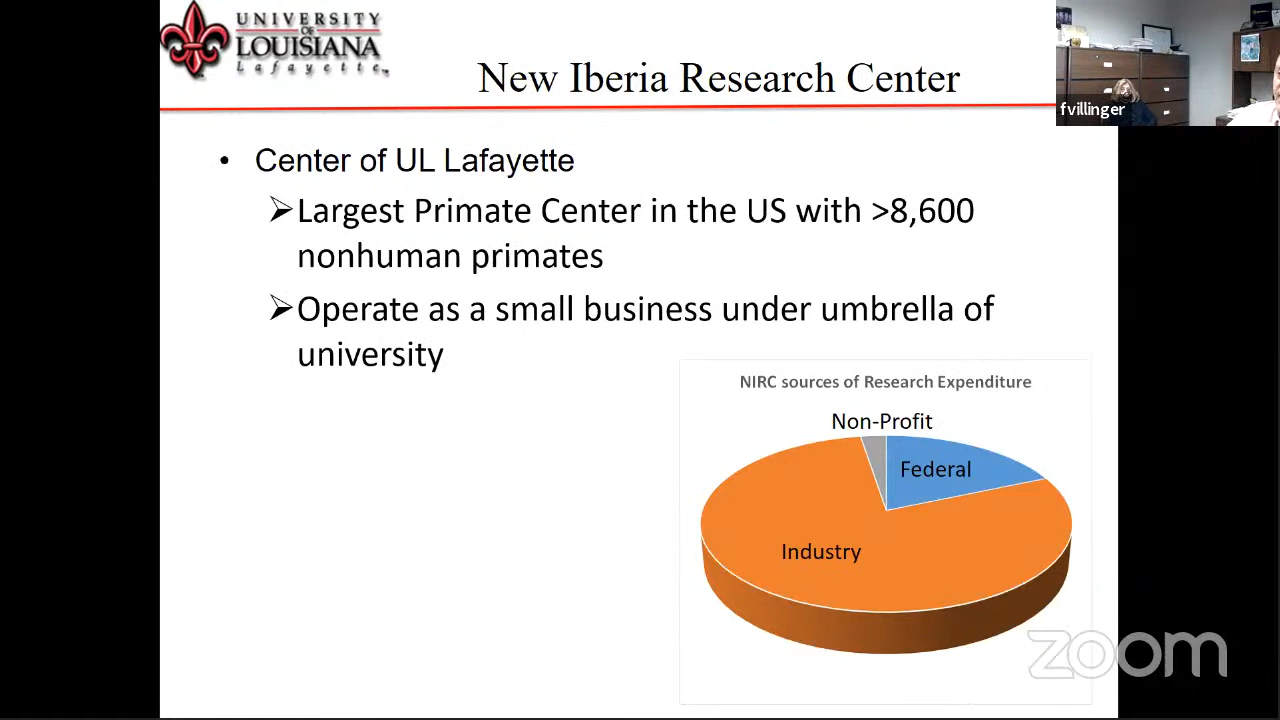 UNIVERSITY
OF
LOUISIANA
Lafayette
New Iberia Research Center
fvillinger
• Center of UL Lafayette
➢Largest Primate Center in the US with >8,600
nonhuman primates
➢Operate as a small business under umbrella of
university
NIRC sources of Research Expenditure
Non-Profit
Federal
Industry
zoom